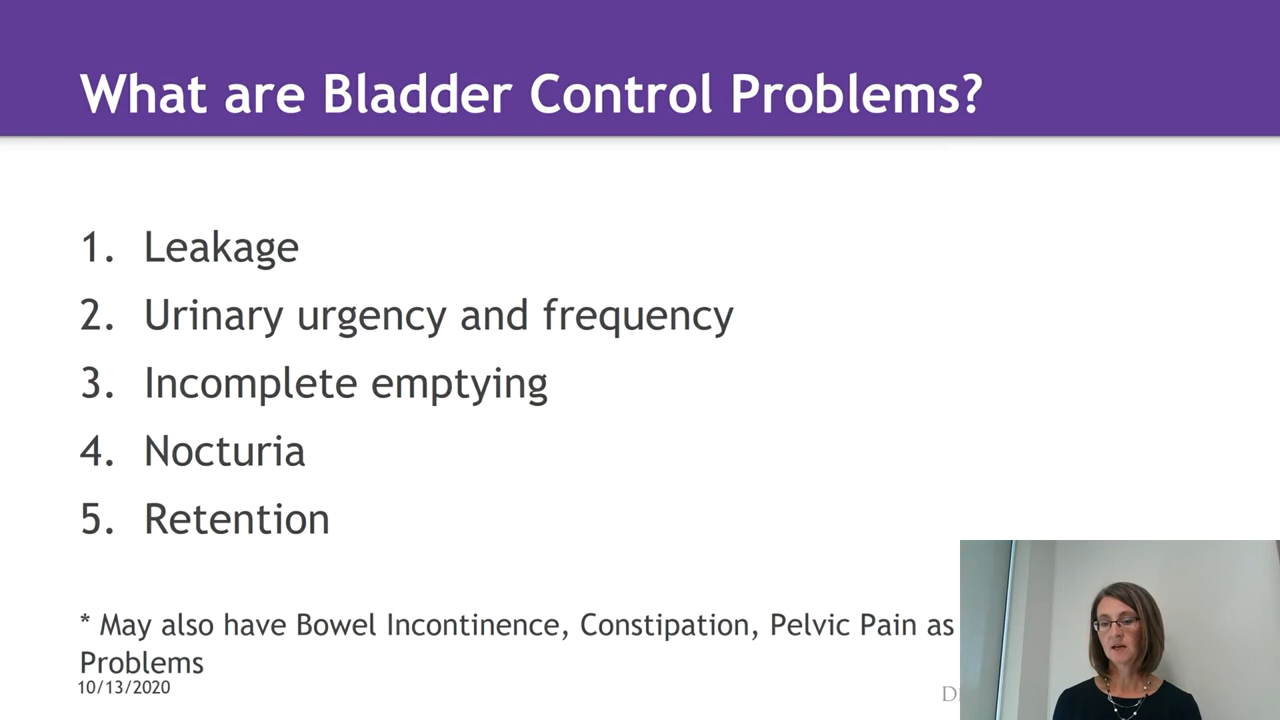 What are Bladder Control Problems?
1. Leakage
2. Urinary urgency and frequency
3. Incomplete emptying
4. Nocturia
5. Retention
* May also have Bowel Incontinence, Constipation, Pelvic Pain as
Problems
10/13/2020